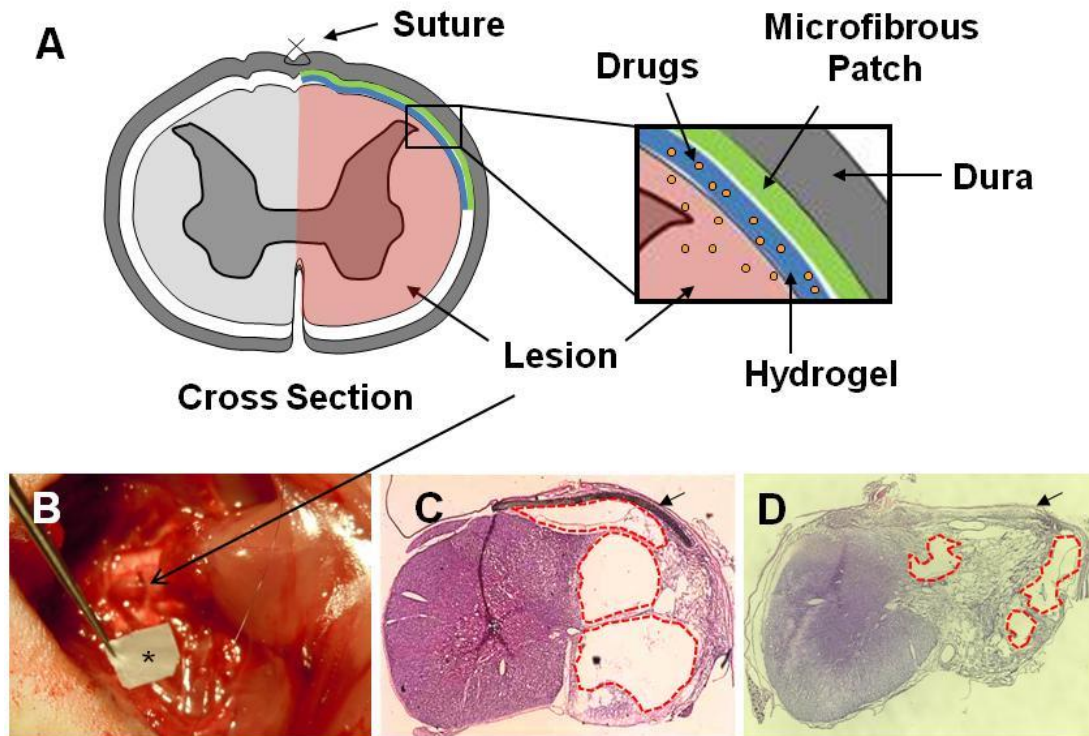 A
Suture
Microfibrous
Patch
Drugs
Dura
Lesion
Hydrogel
Cross Section
B
*
C
D